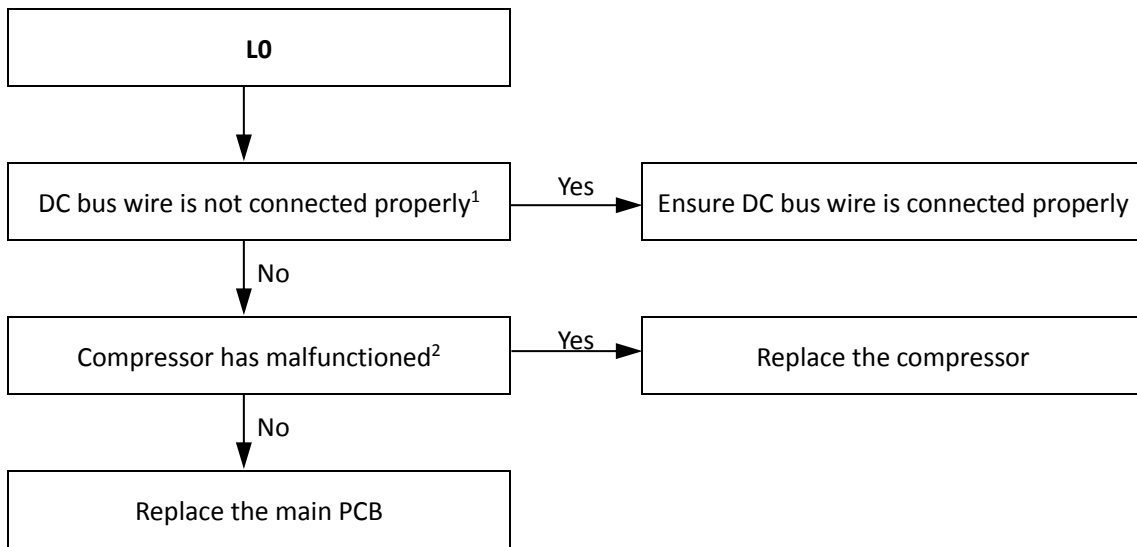 L0
DC bus wire is not connected properly¹
Yes
Ensure DC bus wire is connected properly
No
Compressor has malfunctioned²
Yes
Replace the compressor
No
Replace the main PCB